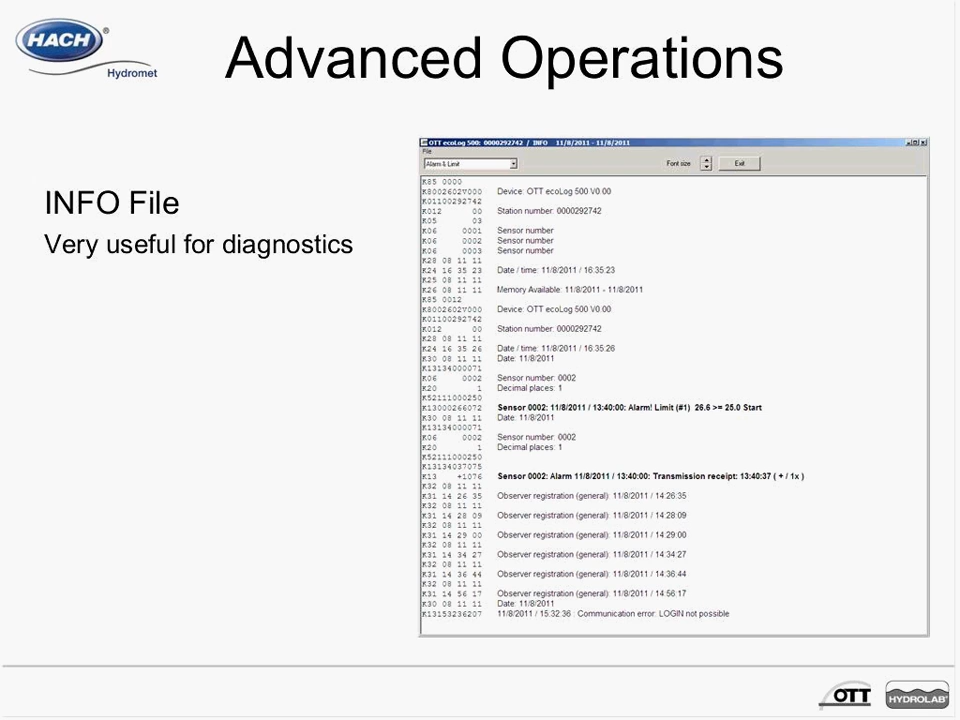 HACH®
Hydromet
Advanced Operations
INFO File
Very useful for diagnostics
OTT ecoLog 500: 0000292742 / INFO 11/8/2011 - 11/8/2011
File
Alarm & Limit Font size Exit
K85 0000
K8002602V000 Device: OTT ecoLog 500 V0.00
K01100292742
K012 00 Station number: 0000292742
K05 03
K06 0001 Sensor number
K06 0002 Sensor number
K06 0003 Sensor number
K28 08 11 11
K24 16 35 23 Date / time: 11/8/2011 / 16:35:23
K25 08 11 11
K26 08 11 11 Memory Available: 11/8/2011 - 11/8/2011
K85 0012
K8002602V000 Device: OTT ecoLog 500 V0.00
K01100292742
K012 00 Station number: 0000292742
K28 08 11 11
K24 16 35 26 Date / time: 11/8/2011 / 16:35:26
K30 08 11 11 Date: 11/8/2011
K13134000071
K06 0002 Sensor number: 0002
K20 1 Decimal places: 1
K52111000250
K13000266072 Sensor 0002: 11/8/2011 / 13:40:00: Alarm! Limit (#1) 26.6 >= 25.0 Start
K30 08 11 11 Date: 11/8/2011
K13134000071
K06 0002 Sensor number: 0002
K20 1 Decimal places: 1
K52111000250
K13134037075
K13 +1076 Sensor 0002: Alarm 11/8/2011 / 13:40:00: Transmission receipt: 13:40:37 ( + / 1x )
K32 08 11 11
K31 14 26 35 Observer registration (general): 11/8/2011 / 14:26:35
K32 08 11 11
K31 14 28 09 Observer registration (general): 11/8/2011 / 14:28:09
K32 08 11 11
K31 14 29 00 Observer registration (general): 11/8/2011 / 14:29:00
K32 08 11 11
K31 14 34 27 Observer registration (general): 11/8/2011 / 14:34:27
K32 08 11 11
K31 14 36 44 Observer registration (general): 11/8/2011 / 14:36:44
K32 08 11 11
K31 14 56 17 Observer registration (general): 11/8/2011 / 14:56:17
K30 08 11 11 Date: 11/8/2011
K13153236207 11/8/2011 / 15:32:36 : Communication error: LOGIN not possible
OTT
HYDROLAB